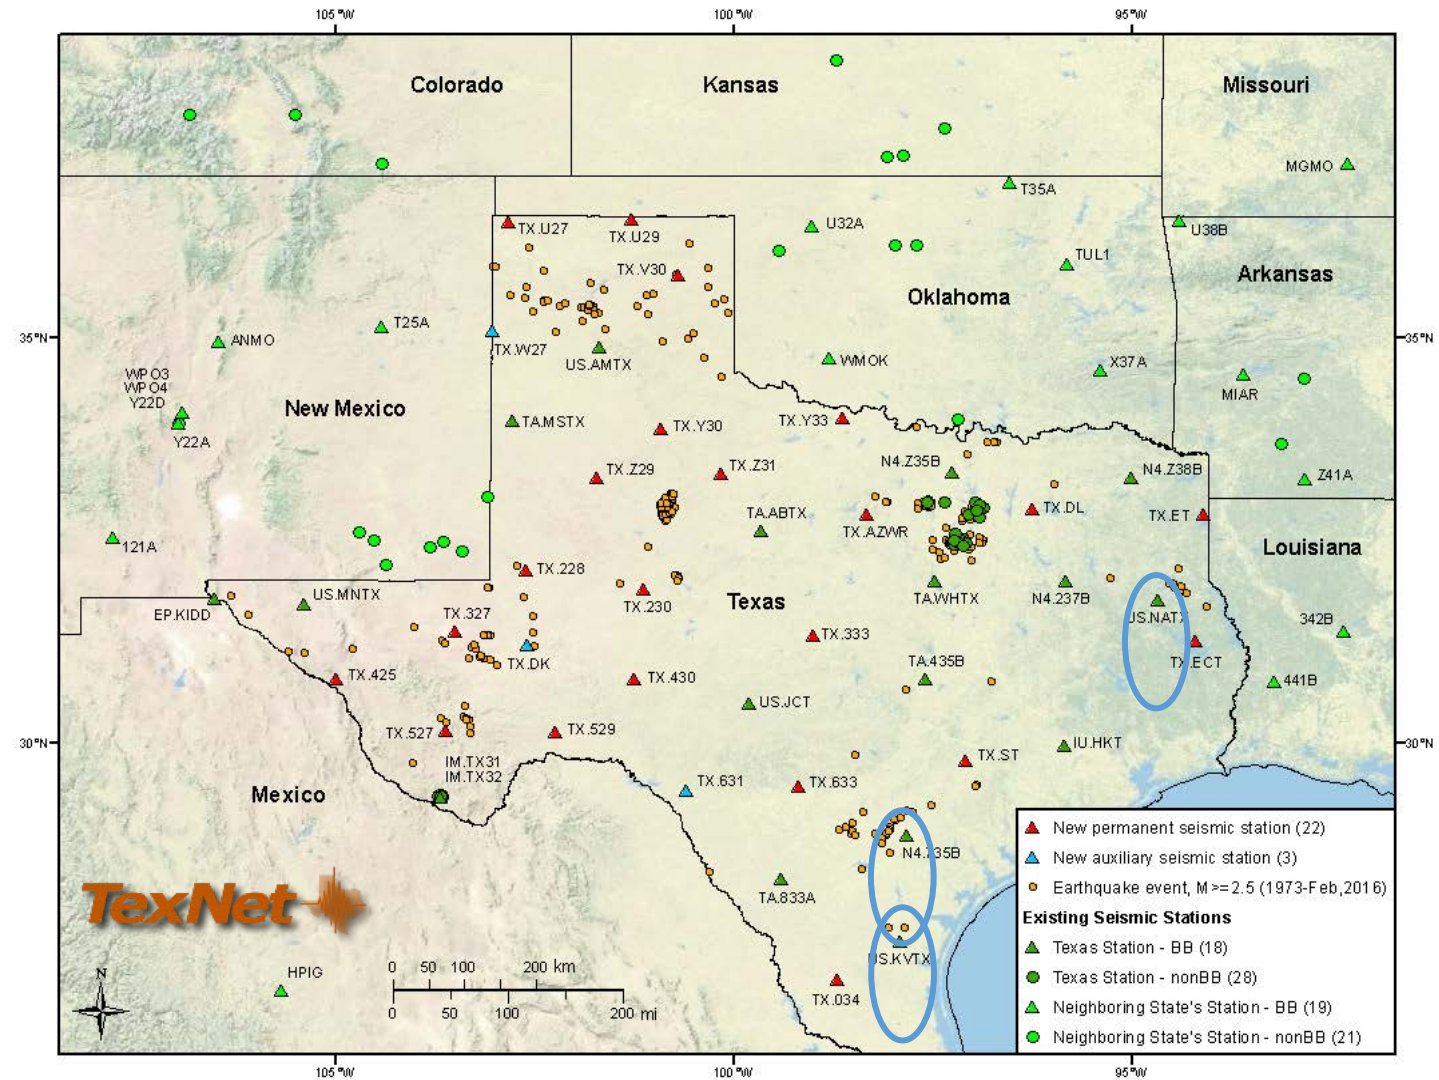 105°W 100°W 95°W
Colorado
Kansas
Missouri
MGMO
T35A
TX.U27
TX.U29
U32A
U38B
TUL1
TX.V30
Arkansas
Oklahoma
T25A
35°N
ANMO
TX.W27
35°N
US.AMTX
WMOK
X37A
WPO3
WPO4
Y22D
MIAR
New Mexico
TA.MSTX
TX.Y30
TX.Y33
Y22A
TX.Z29
TX.Z31
N4.Z35B
N4.Z38B
Z41A
TA.ABTX
TX.DL
TX.ET
TX.AZWR
121A
Louisiana
TX.228
US.MNTX
TX.230
Texas
TA.WHTX
N4.237B
EP.KIDD
TX.327
US.NATX
342B
TX.333
TX.DK
TA.435B
TX.ECT
TX.425
TX.430
441B
US.JCT
TX.527
TX.529
30°N
IU.HKT
30°N
TX.ST
IM.TX31
IM.TX32
TX.631
TX.633
Mexico
N4.735B
TA.833A
TexNet
US.KVTX
HPIG
TX.034
N
0 50 100 200 km
0 50 100 200 mi
New permanent seismic station (22)
New auxiliary seismic station (3)
Earthquake event, M>=2.5 (1973-Feb,2016)
Existing Seismic Stations
Texas Station - BB (18)
Texas Station - nonBB (28)
Neighboring State's Station - BB (19)
Neighboring State's Station - nonBB (21)
105°W 100°W 95°W